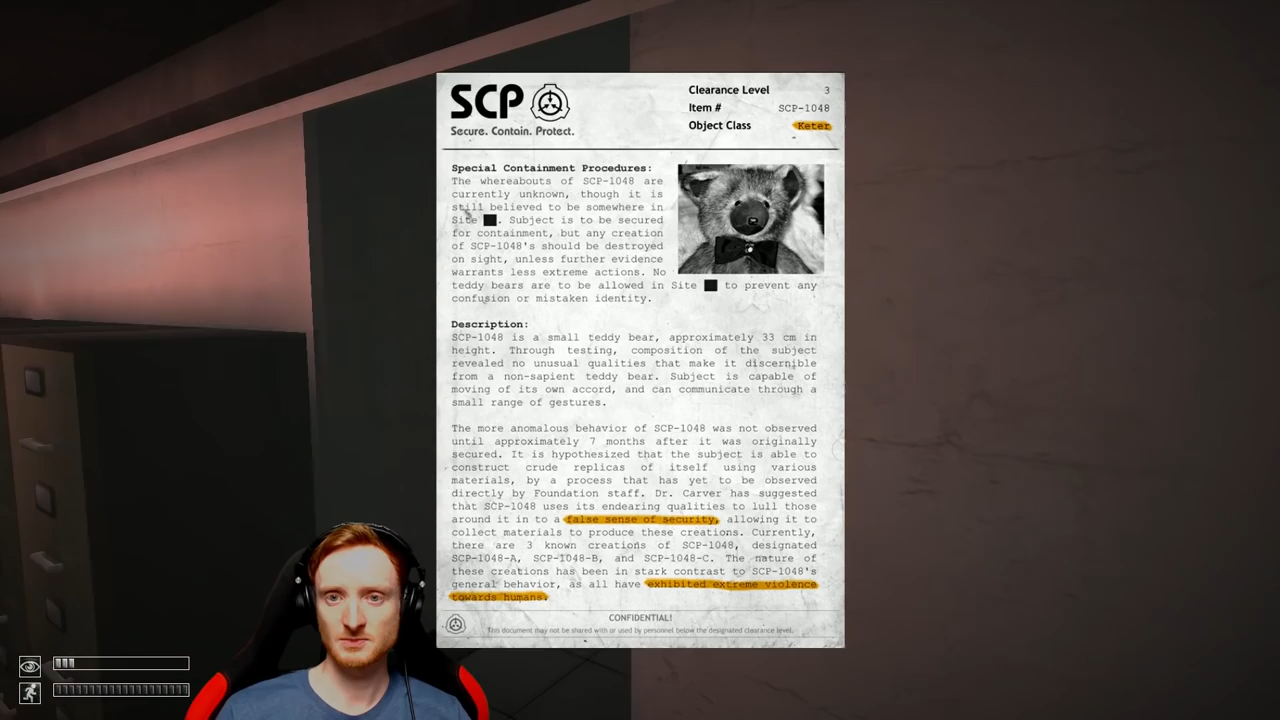 SCP
Secure. Contain. Protect.
Clearance Level 3
Item # SCP-1048
Object Class Keter
Special Containment Procedures:
The whereabouts of SCP-1048 are
currently unknown, though it is
still believed to be somewhere in
Site ■. Subject is to be secured
for containment, but any creation
of SCP-1048's should be destroyed
on sight, unless further evidence
warrants less extreme actions. No
teddy bears are to be allowed in Site ■ to prevent any
confusion or mistaken identity.
Description:
SCP-1048 is a small teddy bear, approximately 33 cm in
height. Through testing, composition of the subject
revealed no unusual qualities that make it discernible
from a non-sapient teddy bear. Subject is capable of
moving of its own accord, and can communicate through a
small range of gestures.
The more anomalous behavior of SCP-1048 was not observed
until approximately 7 months after it was originally
secured. It is hypothesized that the subject is able to
construct crude replicas of itself using various
materials, by a process that has yet to be observed
directly by Foundation staff. Dr. Carver has suggested
that SCP-1048 uses its endearing qualities to lull those
around it in to a false sense of security, allowing it to
collect materials to produce these creations. Currently,
there are 3 known creations of SCP-1048, designated
SCP-1048-A, SCP-1048-B, and SCP-1048-C. The nature of
these creations has been in stark contrast to SCP-1048's
general behavior, as all have exhibited extreme violence
towards humans.
CONFIDENTIAL!
This document may not be shared with or used by personnel below the designated clearance level.